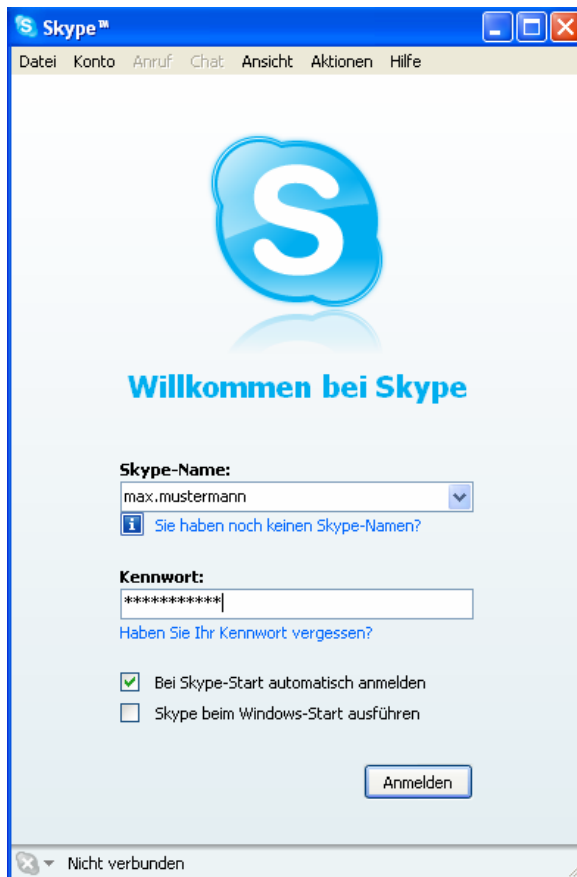 Skype™
Datei Konto Anruf Chat Ansicht Aktionen Hilfe
S
Willkommen bei Skype
Skype-Name:
max.mustermann
Sie haben noch keinen Skype-Namen?
Kennwort:
***********
Haben Sie Ihr Kennwort vergessen?
Bei Skype-Start automatisch anmelden
Skype beim Windows-Start ausführen
Anmelden
Nicht verbunden